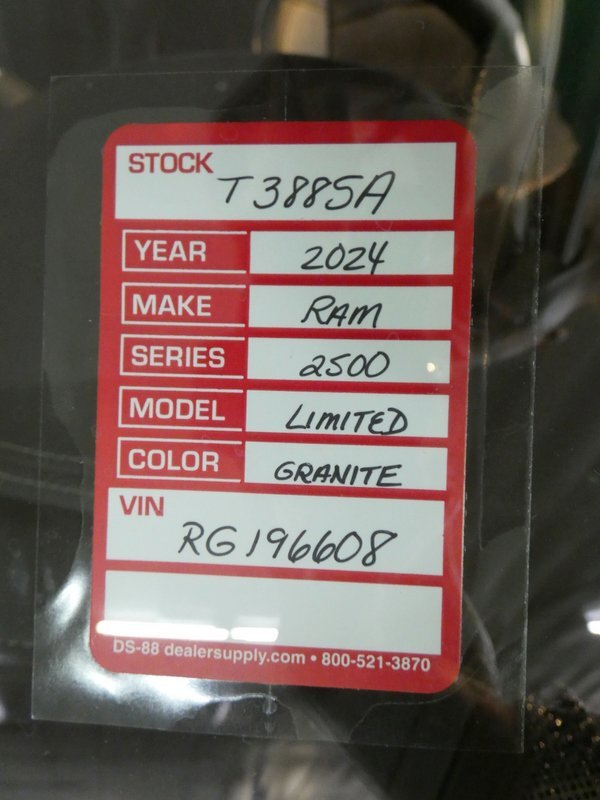 STOCK
T3885A
YEAR 2024
MAKE RAM
SERIES 2500
MODEL LIMITED
COLOR GRANITE
VIN
RG196608
DS-88 dealersupply.com • 800-521-3870